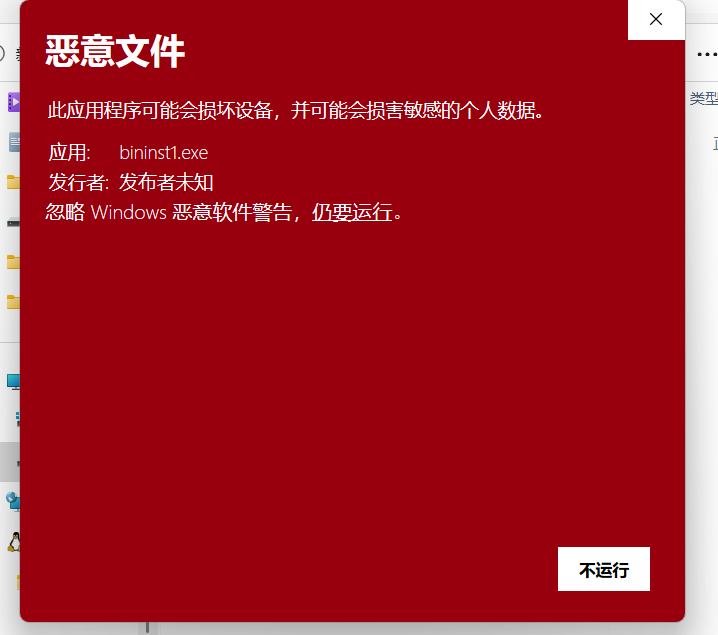 恶意文件
此应用程序可能会损坏设备，并可能会损害敏感的个人数据。
应用: bininst1.exe
发行者: 发布者未知
忽略 Windows 恶意软件警告，仍要运行。
类型
不运行